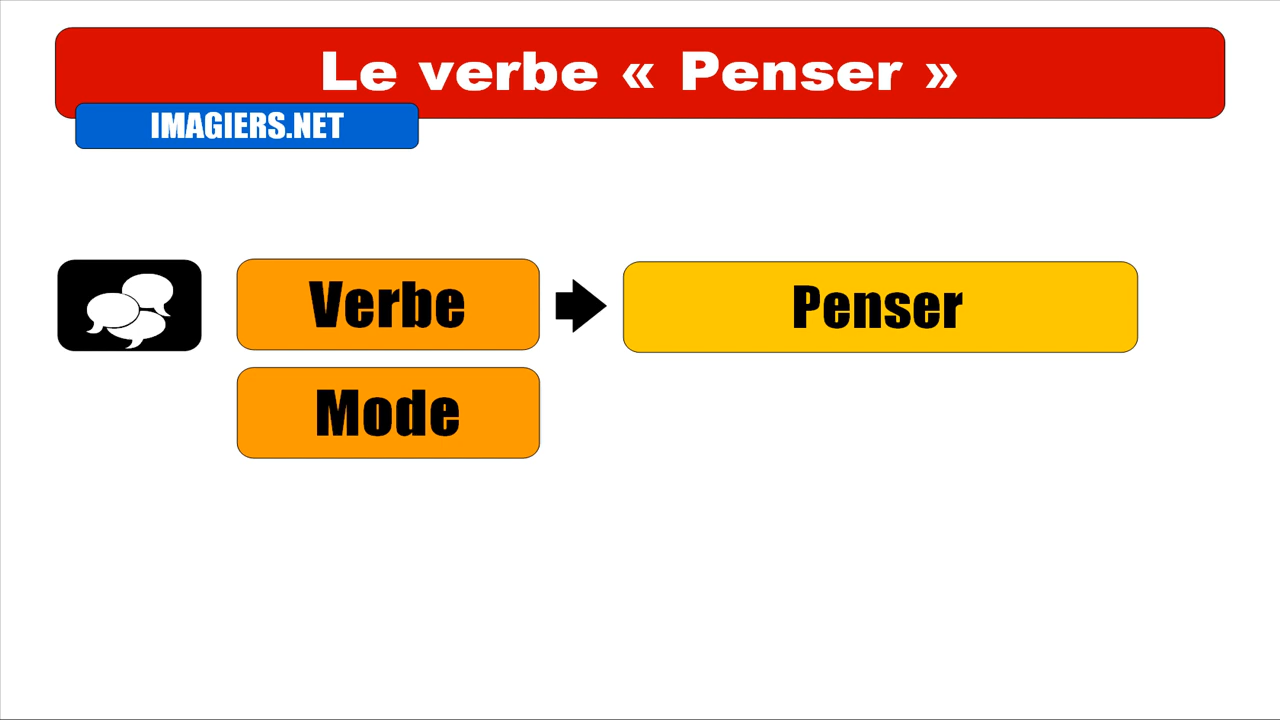 Le verbe « Penser »
IMAGIERS.NET
Verbe
Penser
Mode